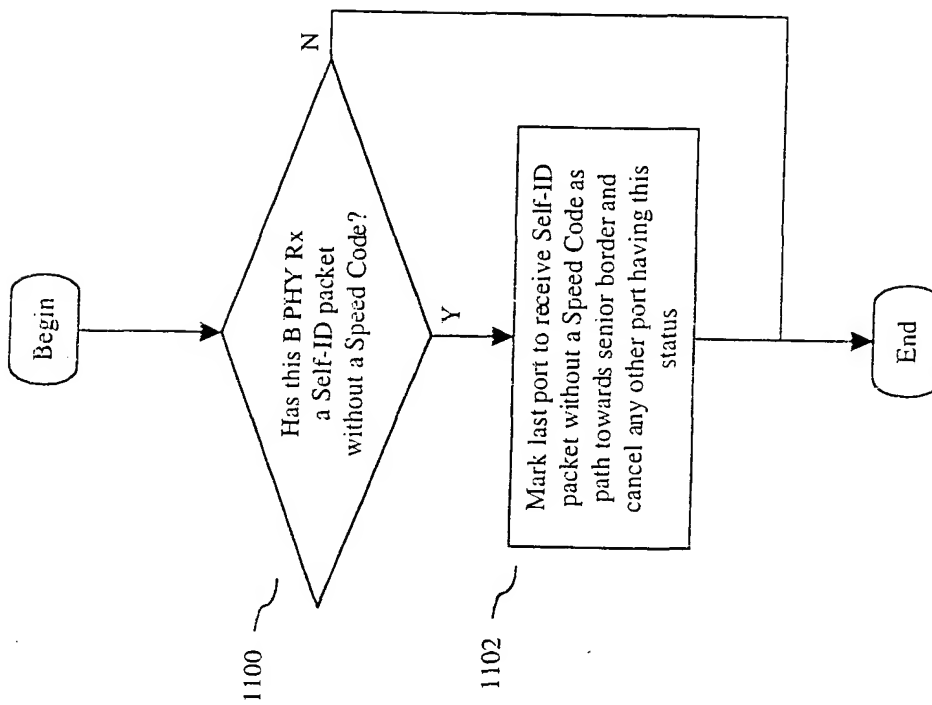 Begin
Has this B PHY Rx
a Self-ID packet
without a Speed Code?
N
Y
1100
Mark last port to receive Self-ID
packet without a Speed Code as
path towards senior border and
cancel any other port having this
status
1102
End